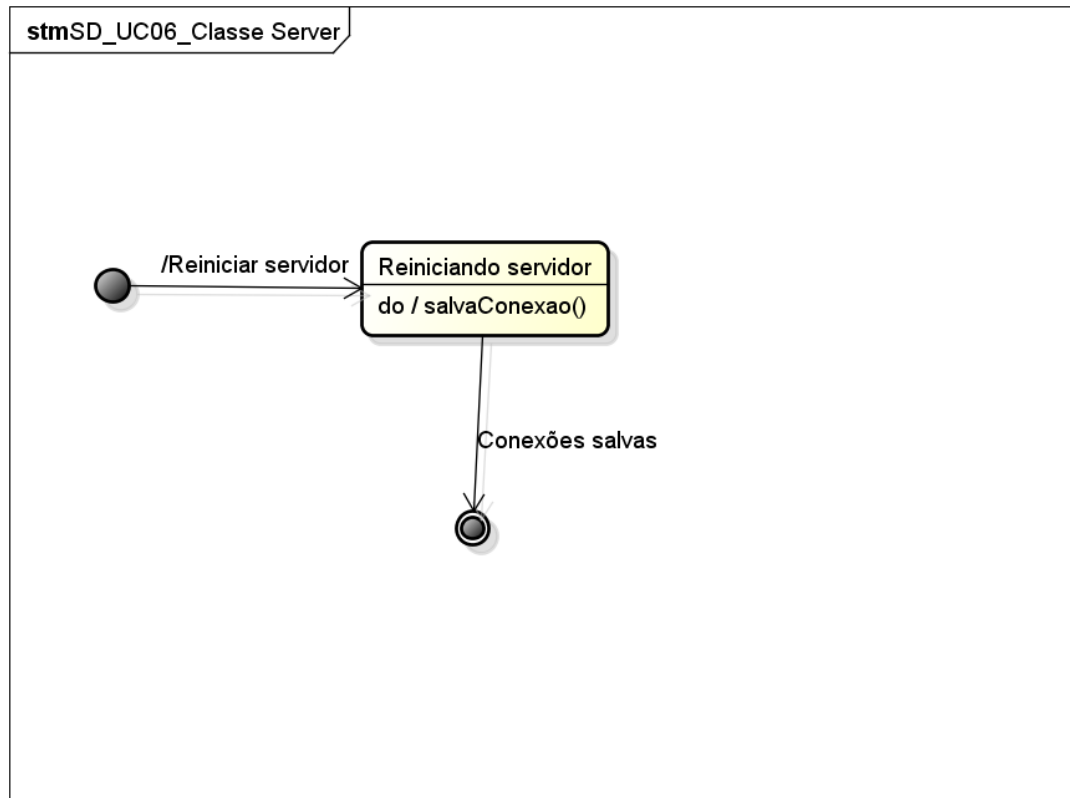 stmSD_UC06_Classe Server
/Reiniciar servidor
Reiniciando servidor
do / salvaConexao()
Conexões salvas